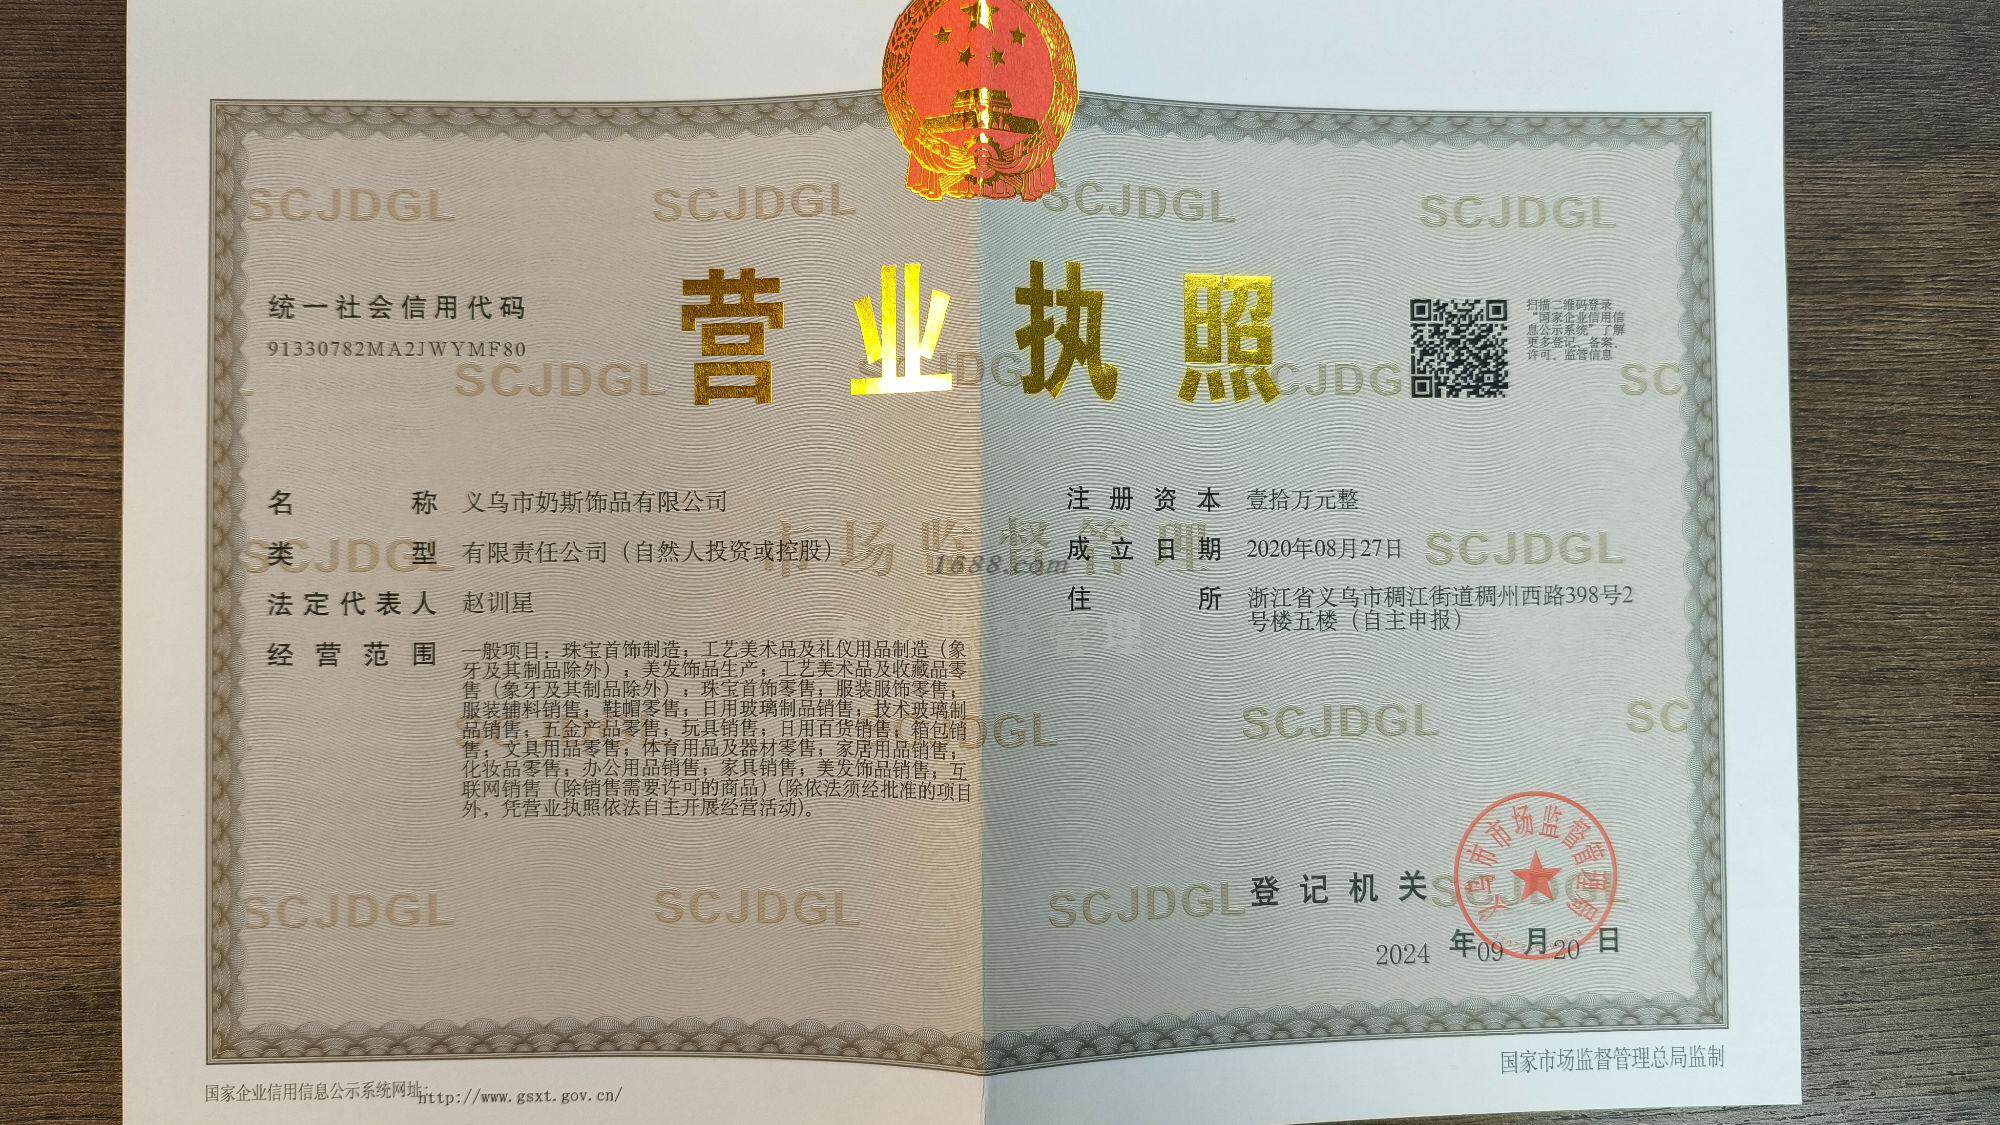 SCJDGL SCJDGL SCJDGL SCJDGL
营业执照
统一社会信用代码
91330782MA2JWYMF80
扫描二维码登录
“国家企业信用信
息公示系统”了解
更多登记、备案、
许可、监管信息
SCJDGL
名称 义乌市奶斯饰品有限公司
类型 有限责任公司（自然人投资或控股）
法定代表人 赵训星
经营范围 一般项目：珠宝首饰制造；工艺美术品及礼仪用品制造（象
牙及其制品除外）；美发饰品生产；工艺美术品及收藏品零
售（象牙及其制品除外）；珠宝首饰零售；服装服饰零售；
服装辅料销售；鞋帽零售；日用玻璃制品销售；技术玻璃制
品销售；五金产品零售；玩具销售；日用百货销售；箱包销
售；文具用品零售；体育用品及器材零售；家居用品销售；
化妆品零售；办公用品销售；家具销售；美发饰品销售；互
联网销售（除销售需要许可的商品）(除依法须经批准的项目
外，凭营业执照依法自主开展经营活动)。
注册资本 壹拾万元整
成立日期 2020年08月27日
住所 浙江省义乌市稠江街道稠州西路398号2
号楼五楼（自主申报）
市场监督管理
1688.com
SCJDGL SCJDGL
SCJDGL
SCJDGL SCJDGL SCJDGL
登记机关
义乌市市场监督管理局
2024 年 09 月 20 日
国家企业信用信息公示系统网址：http://www.gsxt.gov.cn/
国家市场监督管理总局监制